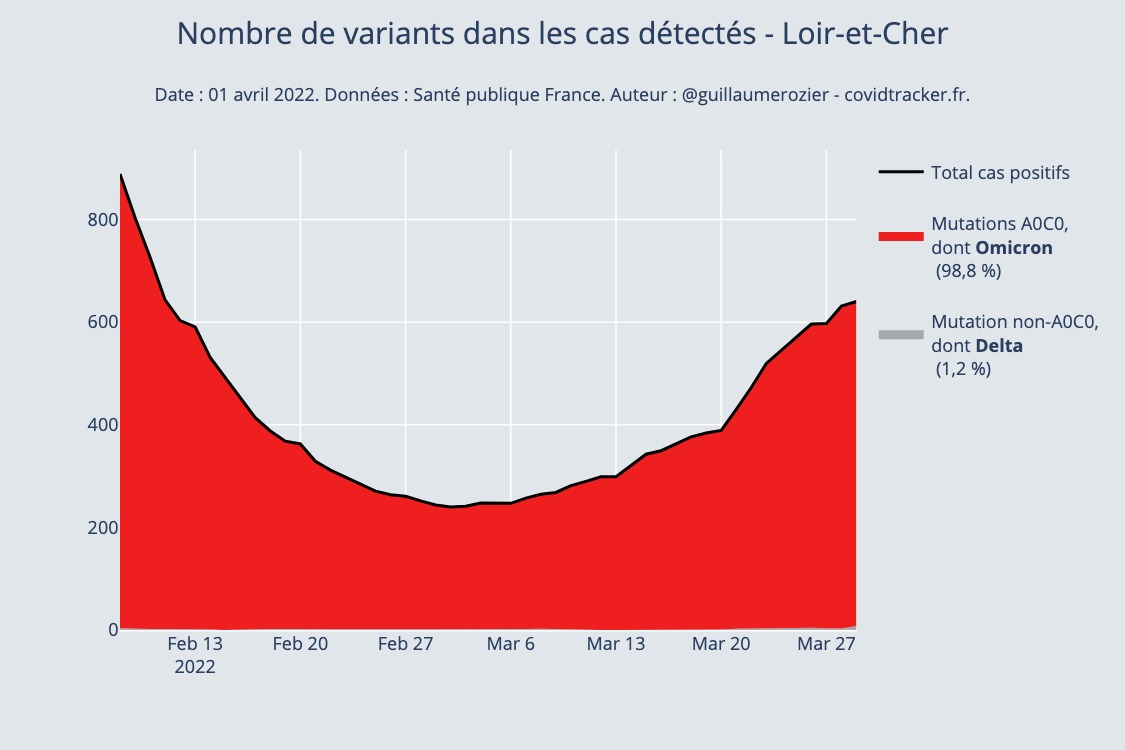 Nombre de variants dans les cas détectés - Loir-et-Cher
Date : 01 avril 2022. Données : Santé publique France. Auteur : @guillaumerozier - covidtracker.fr.
Total cas positifs
Mutations A0C0,
dont Omicron
(98,8 %)
Mutation non-A0C0,
dont Delta
(1,2 %)
800
600
400
200
0
Feb 13
2022
Feb 20
Feb 27
Mar 6
Mar 13
Mar 20
Mar 27